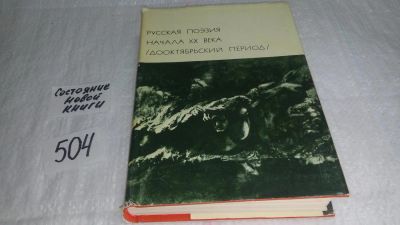 РУССКАЯ ПОЭЗИЯ
НАЧАЛА XX ВЕКА
/ДООКТЯБРЬСКИЙ ПЕРИОД/
Состояние
новой
книги
504